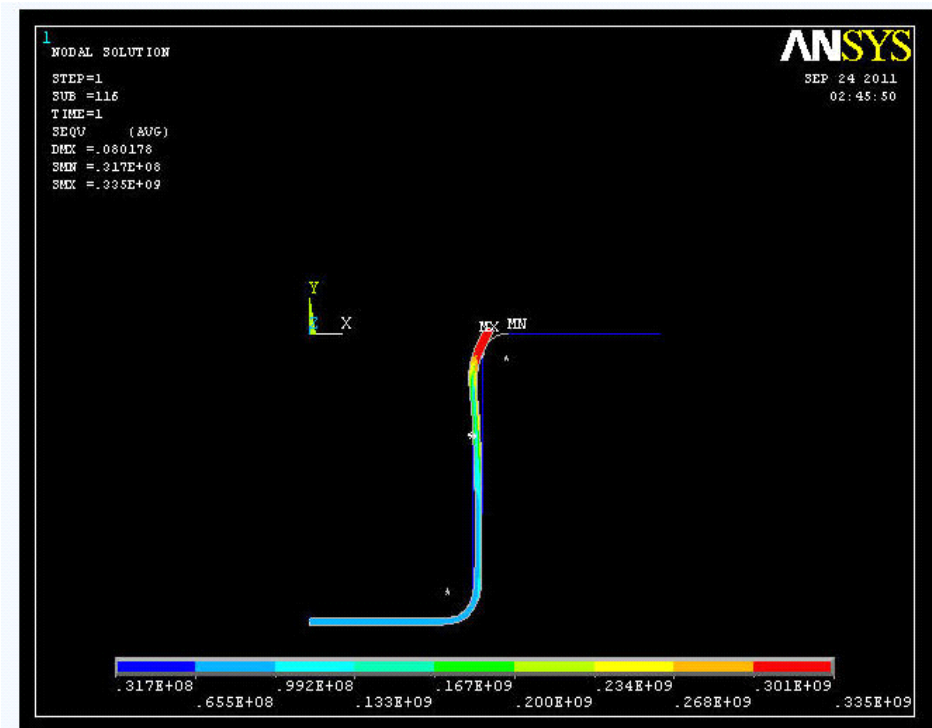 1
NODAL SOLUTION
STEP=1
SUB =116
TIME=1
SEQV (AVG)
DMX =.080178
SMN =.317E+08
SMX =.335E+09
ANSYS
SEP 24 2011
02:45:50
Y
Z X
MX MN
.317E+08 .992E+08 .167E+09 .234E+09 .301E+09
.655E+08 .133E+09 .200E+09 .268E+09 .335E+09